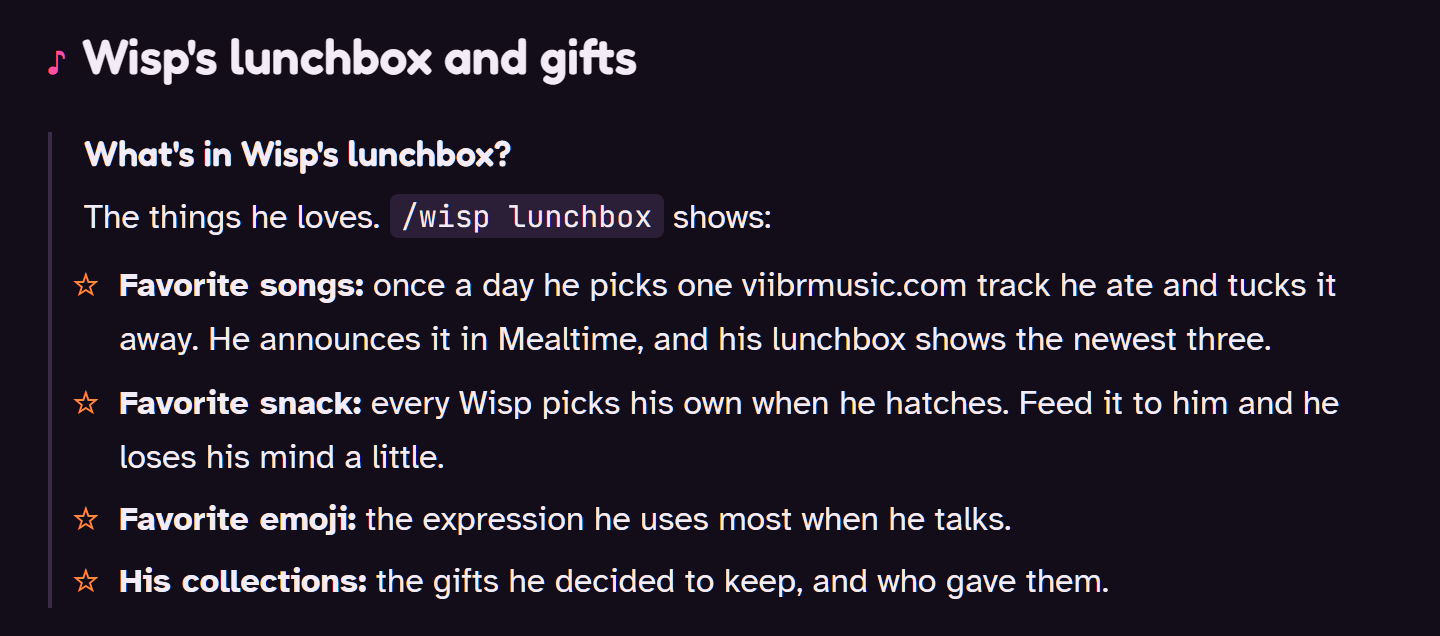 ♪ Wisp's lunchbox and gifts
What's in Wisp's lunchbox?
The things he loves. /wisp lunchbox shows:
☆ Favorite songs: once a day he picks one viibrmusic.com track he ate and tucks it
away. He announces it in Mealtime, and his lunchbox shows the newest three.
☆ Favorite snack: every Wisp picks his own when he hatches. Feed it to him and he
loses his mind a little.
☆ Favorite emoji: the expression he uses most when he talks.
☆ His collections: the gifts he decided to keep, and who gave them.